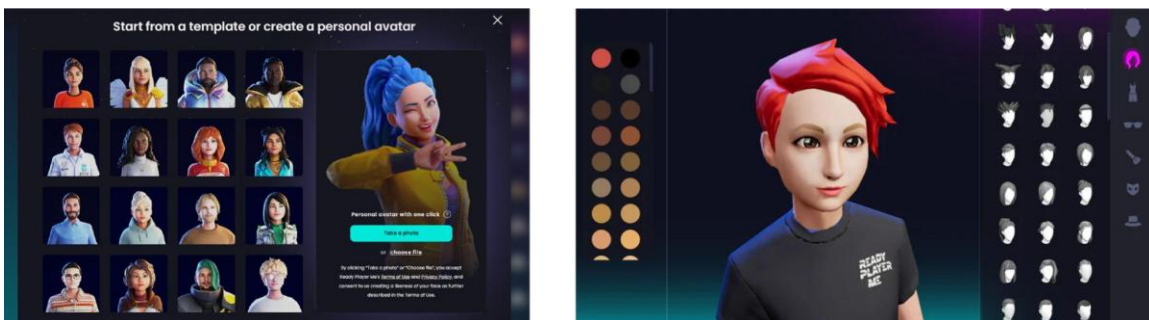 Start from a template or create a personal avatar
Personal avatar with one click ?
Take a photo
or choose file
By clicking "Take a photo" or "Choose file", you accept
Ready Player Me's Terms of Use and Privacy Policy, and
consent to us creating a likeness of your face as further
described in the Terms of Use.
READY
PLAYER
ME